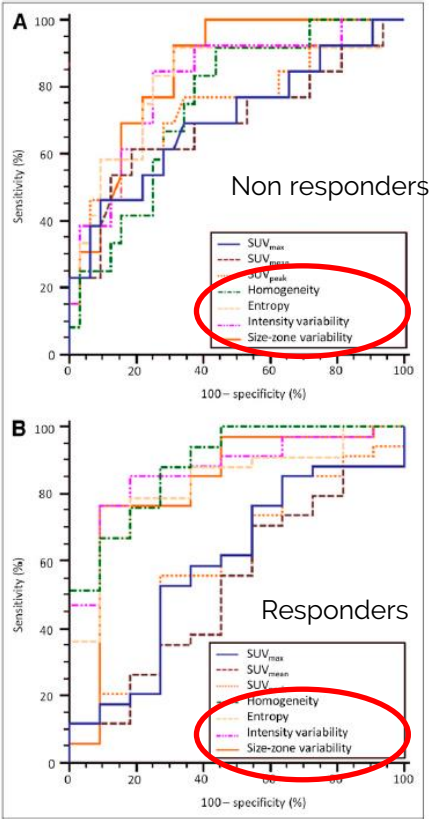 A
100
80
60
40
20
0
Sensitivity (%)
Non responders
SUVmax
SUVmean
SUVpeak
Homogeneity
Entropy
Intensity variability
Size-zone variability
0 20 40 60 80 100
100– specificity (%)
B
100
80
60
40
20
0
Sensitivity (%)
Responders
SUVmax
SUVmean
Homogeneity
Entropy
Intensity variability
Size-zone variability
0 20 40 60 80 100
100– specificity (%)